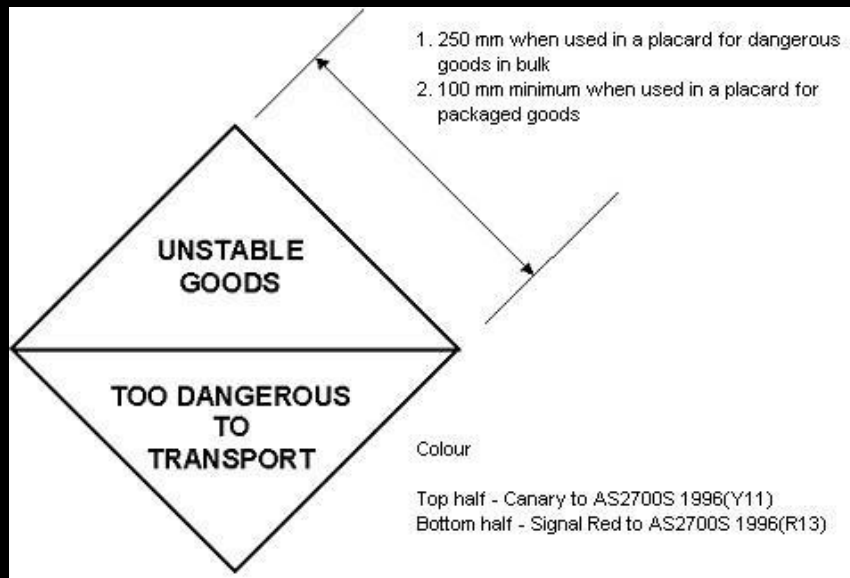 1. 250 mm when used in a placard for dangerous
goods in bulk
2. 100 mm minimum when used in a placard for
packaged goods
UNSTABLE
GOODS
TOO DANGEROUS
TO
TRANSPORT
Colour
Top half - Canary to AS2700S 1996(Y11)
Bottom half - Signal Red to AS2700S 1996(R13)